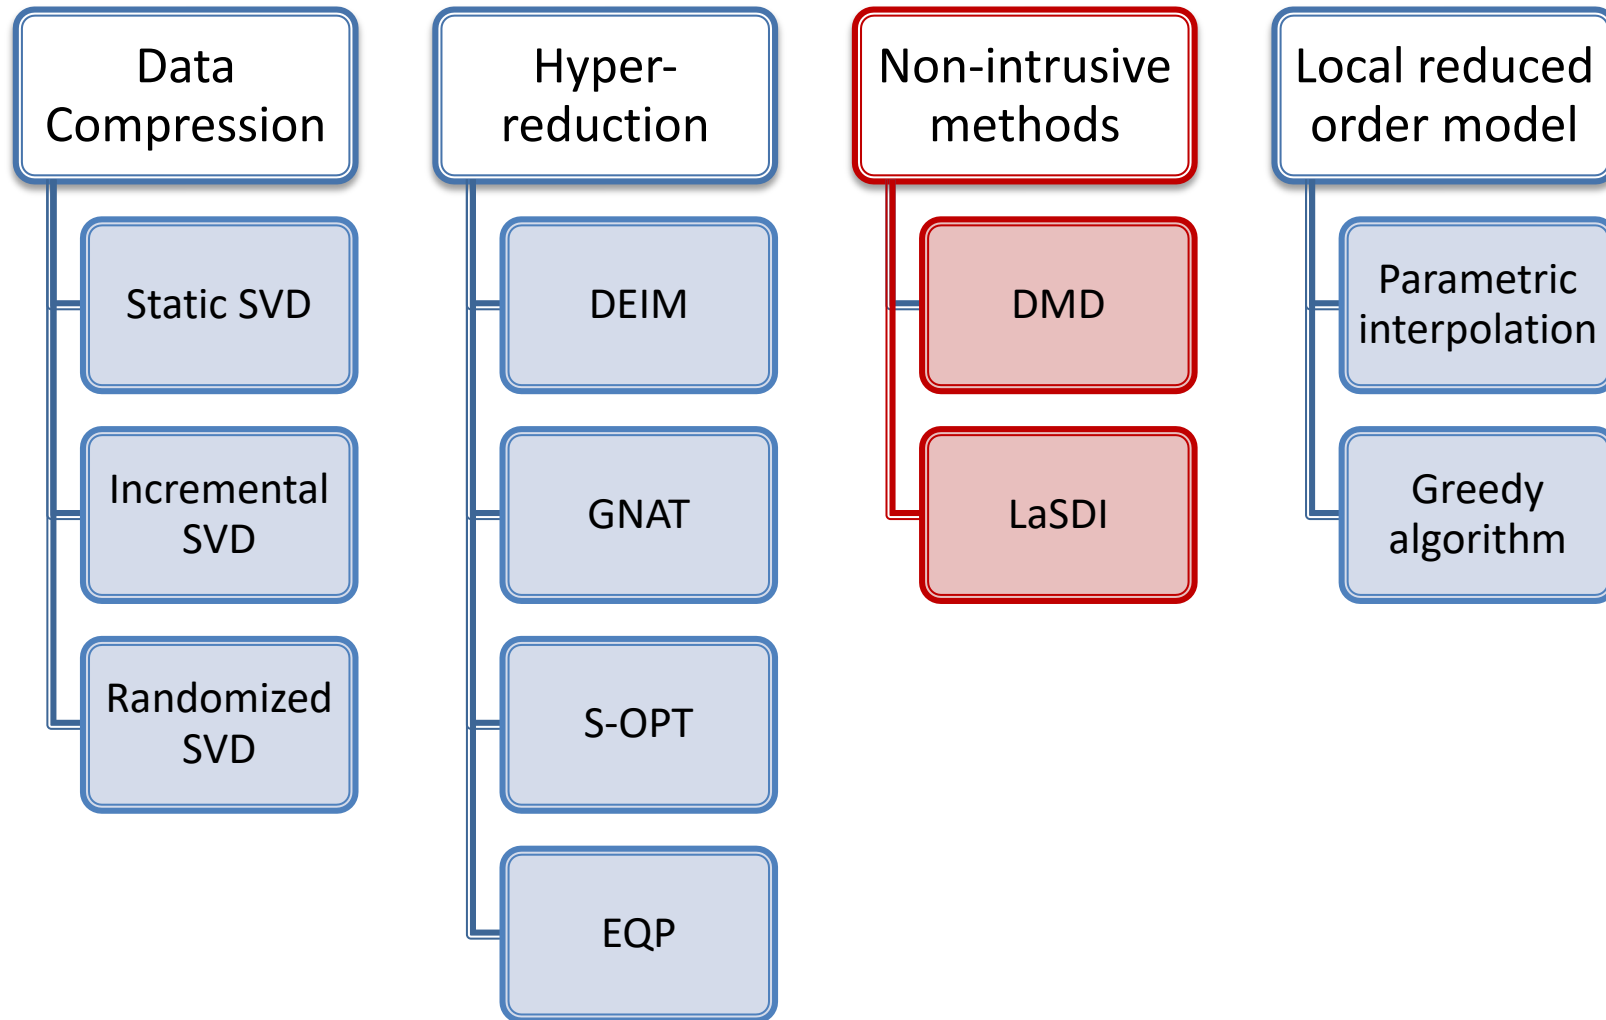 Data
Compression
Static SVD
Incremental
SVD
Randomized
SVD
Hyper-
reduction
DEIM
GNAT
S-OPT
EQP
Non-intrusive
methods
DMD
LaSDI
Local reduced
order model
Parametric
interpolation
Greedy
algorithm